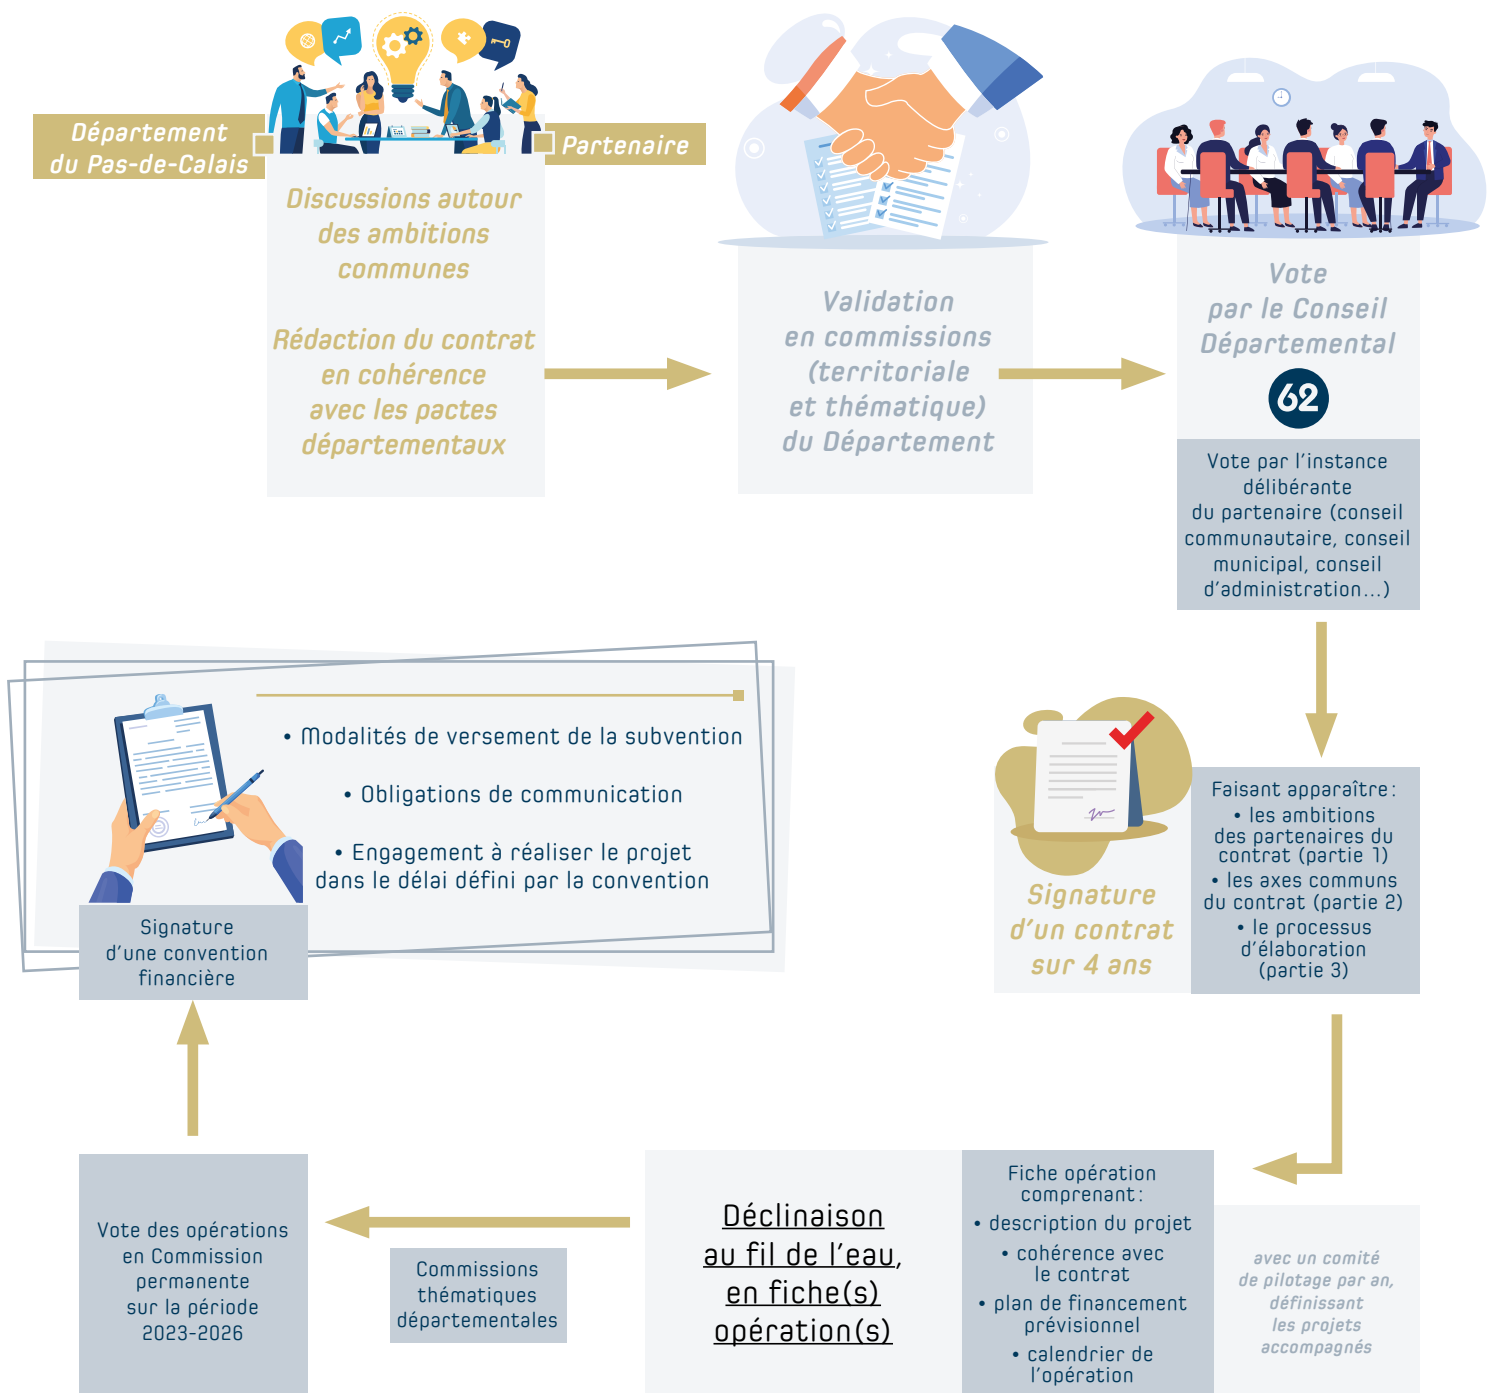 Département
du Pas-de-Calais
Partenaire
Discussions autour
des ambitions
communes
Rédaction du contrat
en cohérence
avec les pactes
départementaux
Validation
en commissions
(territoriale
et thématique)
du Département
Vote
par le Conseil
Départemental
62
Vote par l'instance
délibérante
du partenaire (conseil
communautaire, conseil
municipal, conseil
d'administration...)
Signature
d'un contrat
sur 4 ans
Faisant apparaître :
• les ambitions
des partenaires du
contrat (partie 1)
• les axes communs
du contrat (partie 2)
• le processus
d'élaboration
(partie 3)
avec un comité
de pilotage par an,
définissant
les projets
accompagnés
Fiche opération
comprenant :
• description du projet
• cohérence avec
le contrat
• plan de financement
prévisionnel
• calendrier de
l'opération
Déclinaison
au fil de l'eau,
en fiche(s)
opération(s)
Commissions
thématiques
départementales
Vote des opérations
en Commission
permanente
sur la période
2023-2026
Signature
d'une convention
financière
• Modalités de versement de la subvention
• Obligations de communication
• Engagement à réaliser le projet
dans le délai défini par la convention